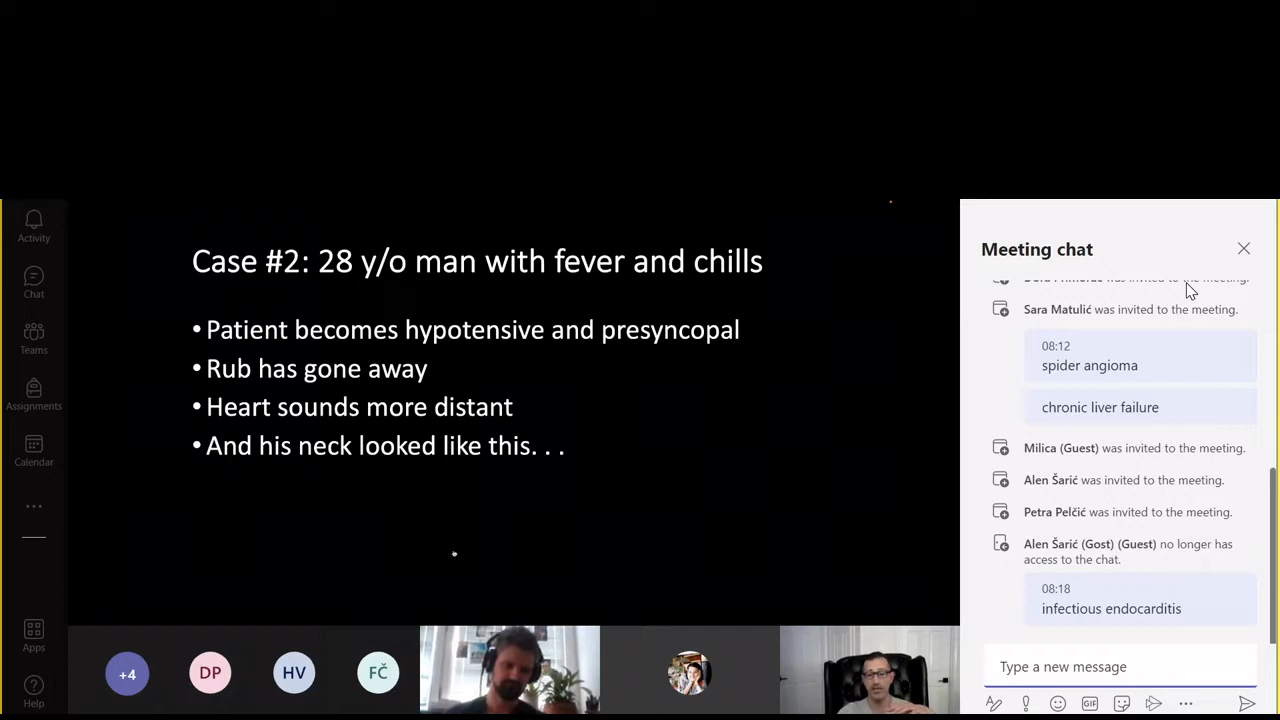 Activity
Chat
Teams
Assignments
Calendar
Apps
Help
Case #2: 28 y/o man with fever and chills
• Patient becomes hypotensive and presyncopal
• Rub has gone away
• Heart sounds more distant
• And his neck looked like this. . .
+4
DP
HV
FČ
Meeting chat
was invited to the meeting.
Sara Matulić was invited to the meeting.
08:12
spider angioma
chronic liver failure
Milica (Guest) was invited to the meeting.
Alen Šarić was invited to the meeting.
Petra Pelčić was invited to the meeting.
Alen Šarić (Gost) (Guest) no longer has
access to the chat.
08:18
infectious endocarditis
Type a new message
GIF